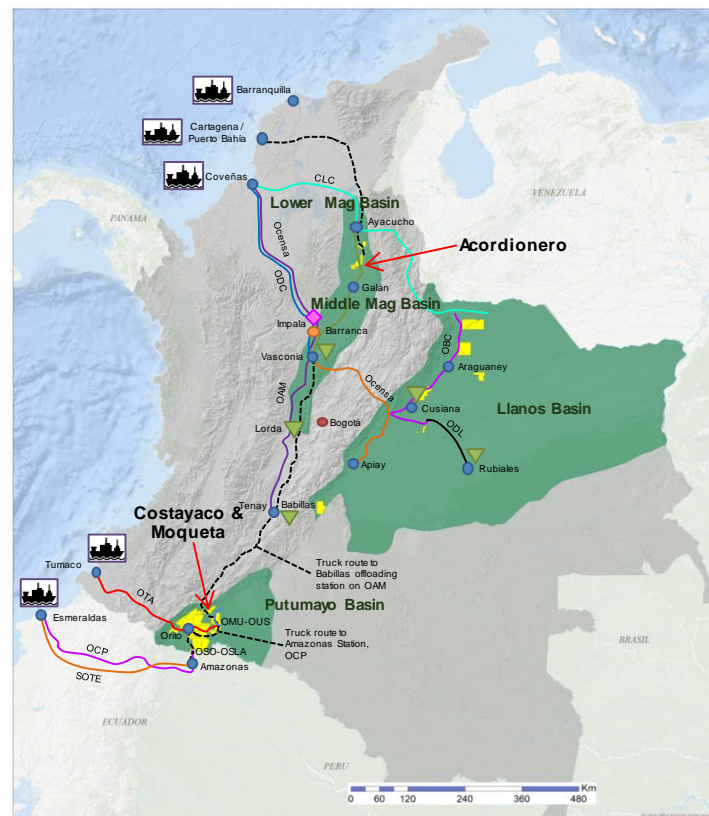 Barranquilla
Cartagena /
Puerto Bahía
Coveñas
CLC
Lower Mag Basin
Ayacucho
VENEZUELA
PANAMA
Ocensa
ODC
Acordionero
Galán
Middle Mag Basin
Impala
Barranca
Vasconia
OBC
Araguaney
OAM
Ocensa
Cusiana
Llanos Basin
Lorda
Bogotá
ODL
Apiay
Rubiales
Costayaco &
Moqueta
Tenay
Babillas
Tumaco
Truck route to
Babillas offloading
station on OAM
OTA
Putumayo Basin
Esmeraldas
OMU-OUS
Orito
Truck route to
Amazonas Station,
OCP
OCP
OSO-OSLA
Amazonas
SOTE
BRASIL
ECUADOR
PERU
Km
0 60 120 240 360 480